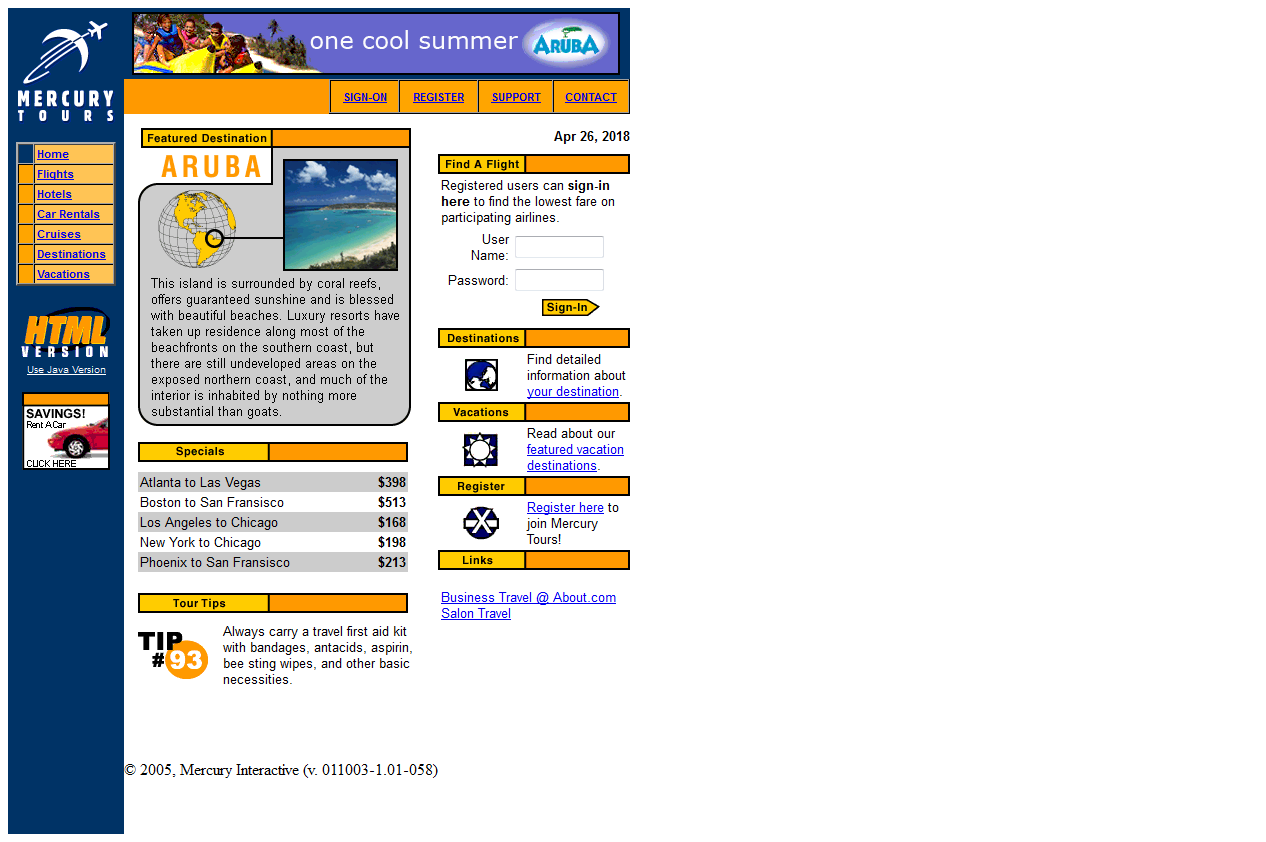 one cool summer
ARUBA
MERCURY
TOURS
SIGN-ON
REGISTER
SUPPORT
CONTACT
Home
Flights
Hotels
Car Rentals
Cruises
Destinations
Vacations
HTML
VERSION
Use Java Version
SAVINGS!
Rent A Car
CLICK HERE
Featured Destination
ARUBA
This island is surrounded by coral reefs,
offers guaranteed sunshine and is blessed
with beautiful beaches. Luxury resorts have
taken up residence along most of the
beachfronts on the southern coast, but
there are still undeveloped areas on the
exposed northern coast, and much of the
interior is inhabited by nothing more
substantial than goats.
Specials
Atlanta to Las Vegas $398
Boston to San Fransisco $513
Los Angeles to Chicago $168
New York to Chicago $198
Phoenix to San Fransisco $213
Tour Tips
TIP
#93
Always carry a travel first aid kit
with bandages, antacids, aspirin,
bee sting wipes, and other basic
necessities.
Apr 26, 2018
Find A Flight
Registered users can sign-in
here to find the lowest fare on
participating airlines.
User
Name:
Password:
Sign-In
Destinations
Find detailed
information about
your destination.
Vacations
Read about our
featured vacation
destinations.
Register
Register here to
join Mercury
Tours!
Links
Business Travel @ About.com
Salon Travel
© 2005, Mercury Interactive (v. 011003-1.01-058)